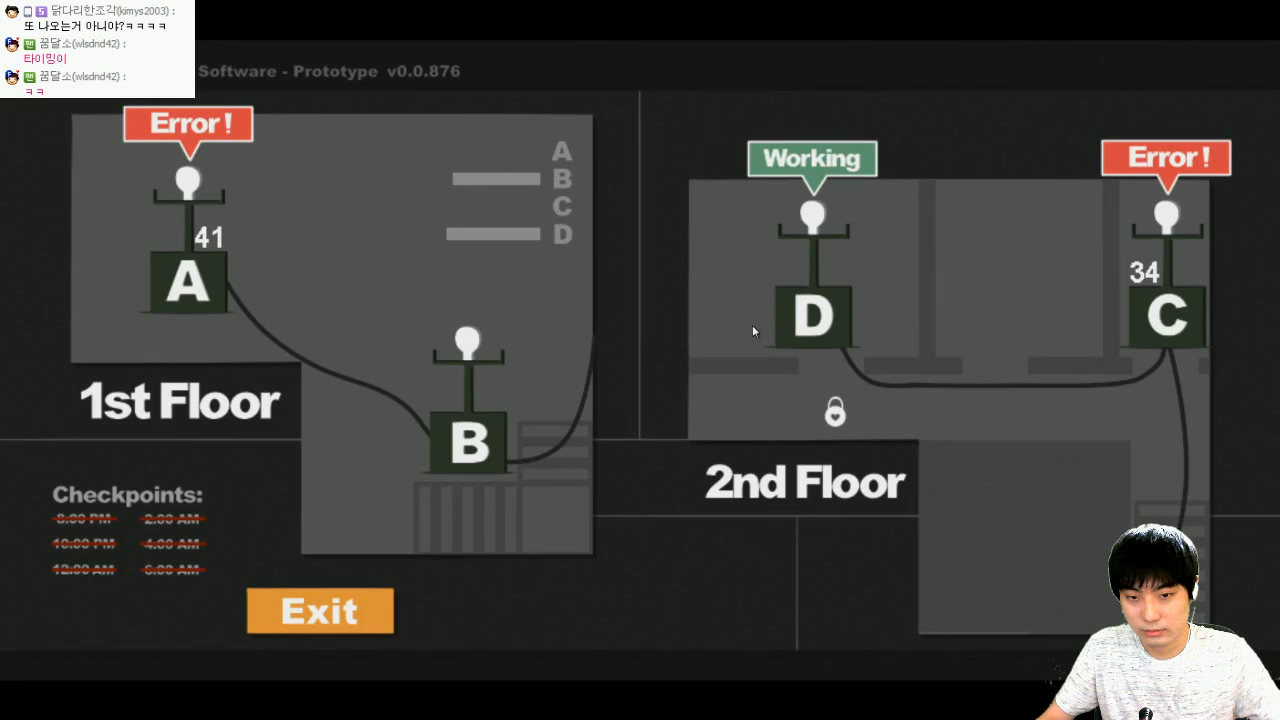 5 닭다리한조각(kimys2003) :
또 나오는거 아니야?ㅋㅋㅋㅋ
팬 꿈달소(wlsdnd42) :
타이밍이
팬 꿈달소(wlsdnd42) :
ㅋㅋ
Software - Prototype v0.0.876
Error !
41
A
A
B
C
D
B
1st Floor
Working
D
Error !
34
C
2nd Floor
Checkpoints:
8:00 PM 2:00 AM
10:00 PM 4:00 AM
12:00 AM 6:00 AM
Exit